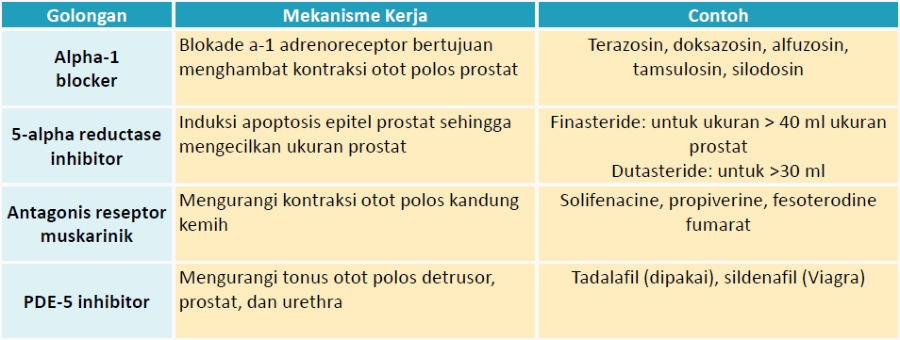 Golongan Mekanisme Kerja Contoh
Alpha-1
blocker
Blokade a-1 adrenoreceptor bertujuan
menghambat kontraksi otot polos prostat
Terazosin, doksazosin, alfuzosin,
tamsulosin, silodosin
5-alpha reductase
inhibitor
Induksi apoptosis epitel prostat sehingga
mengecilkan ukuran prostat
Finasteride: untuk ukuran > 40 ml ukuran
prostat
Dutasteride: untuk >30 ml
Antagonis reseptor
muskarinik
Mengurangi kontraksi otot polos kandung
kemih
Solifenacine, propiverine, fesoterodine
fumarat
PDE-5 inhibitor
Mengurangi tonus otot polos detrusor,
prostat, dan urethra
Tadalafil (dipakai), sildenafil (Viagra)